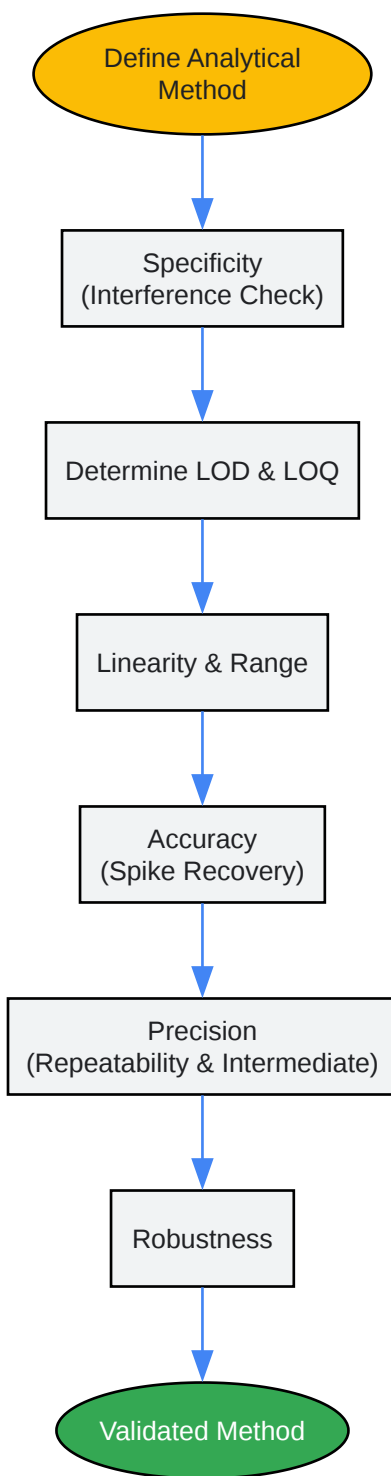 Define Analytical
Method
Specificity
(Interference Check)
Determine LOD & LOQ
Linearity & Range
Accuracy
(Spike Recovery)
Precision
(Repeatability & Intermediate)
Robustness
Validated Method